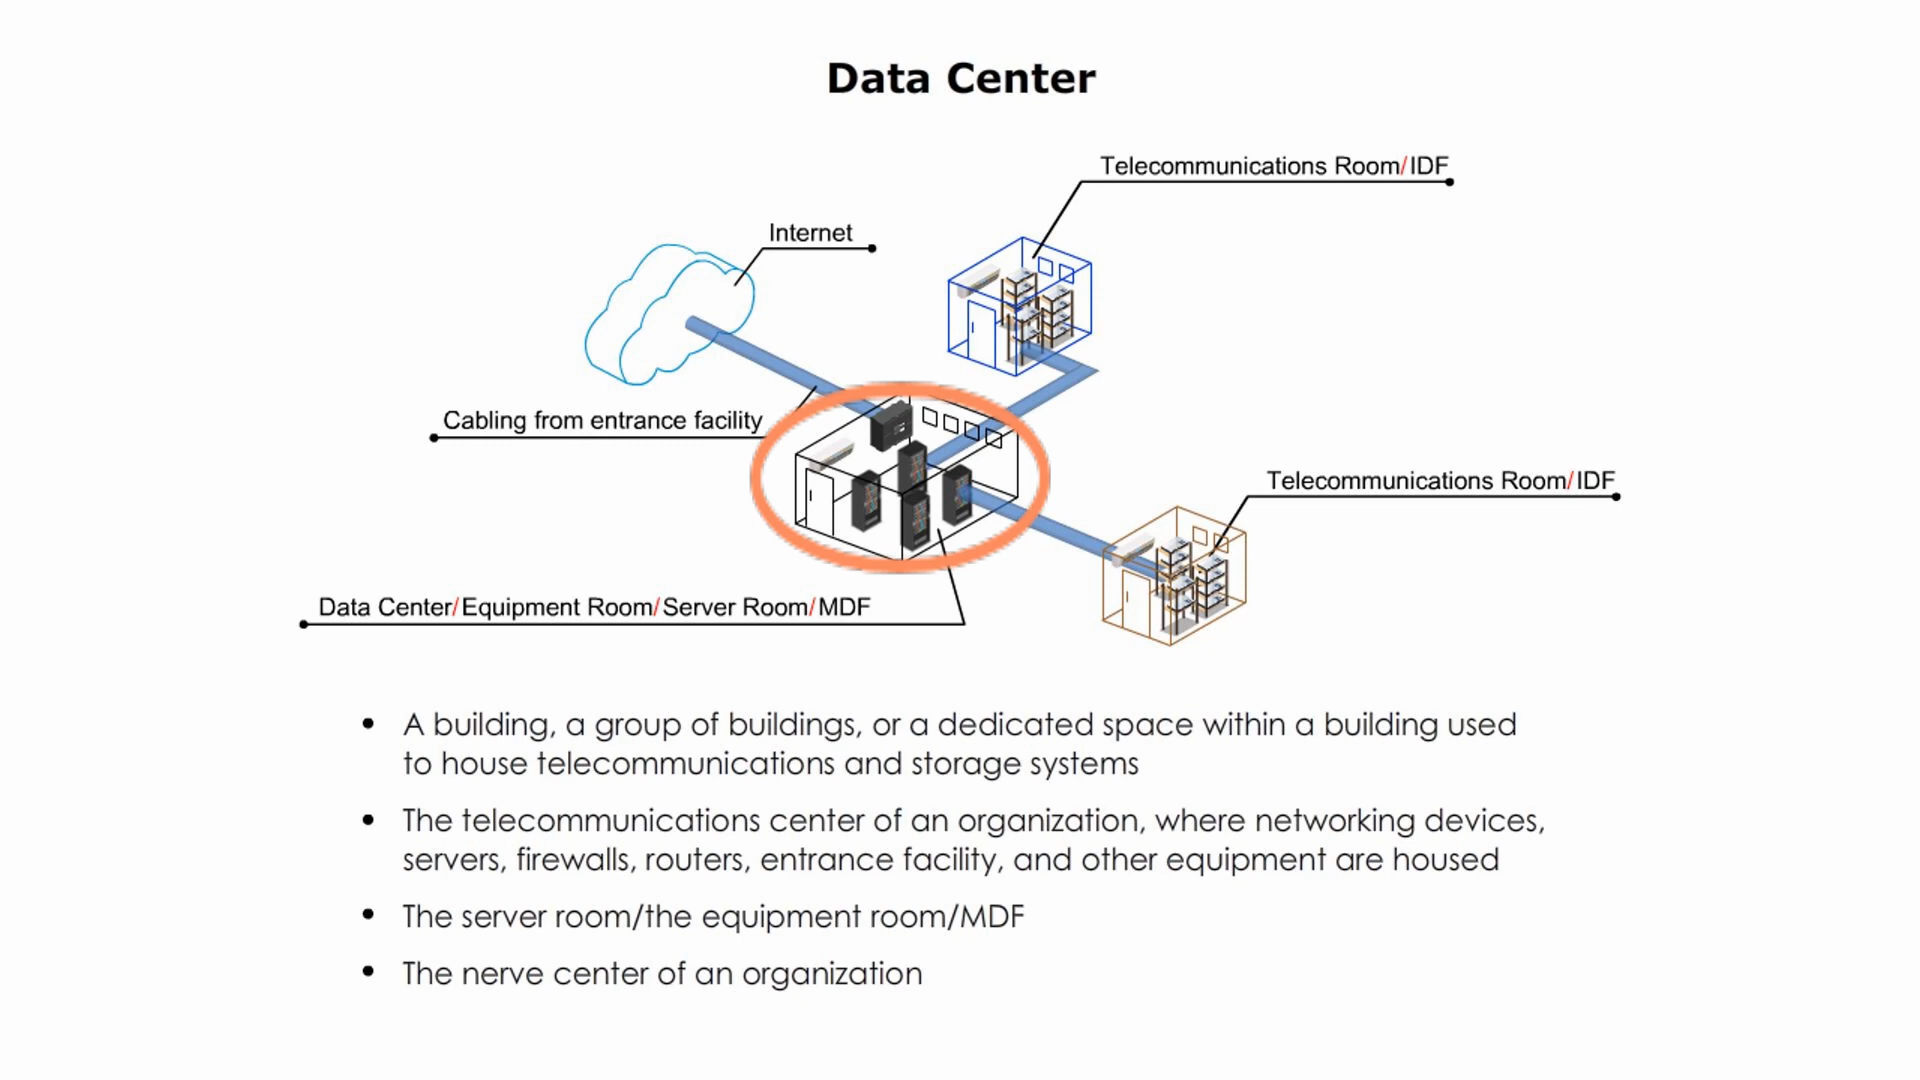 Data Center
Telecommunications Room/IDF
Internet
Cabling from entrance facility
Telecommunications Room/IDF
Data Center/Equipment Room/Server Room/MDF
• A building, a group of buildings, or a dedicated space within a building used
to house telecommunications and storage systems
• The telecommunications center of an organization, where networking devices,
servers, firewalls, routers, entrance facility, and other equipment are housed
• The server room/the equipment room/MDF
• The nerve center of an organization